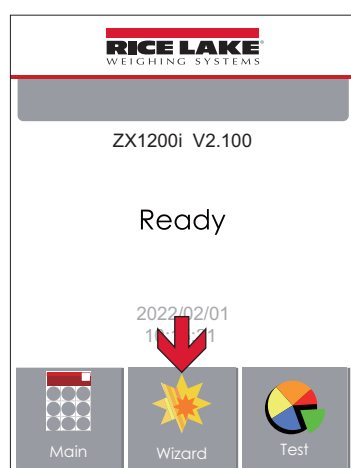 RICE LAKE
WEIGHING SYSTEMS
ZX1200i V2.100
Ready
2022/02/01
Main Wizard Test